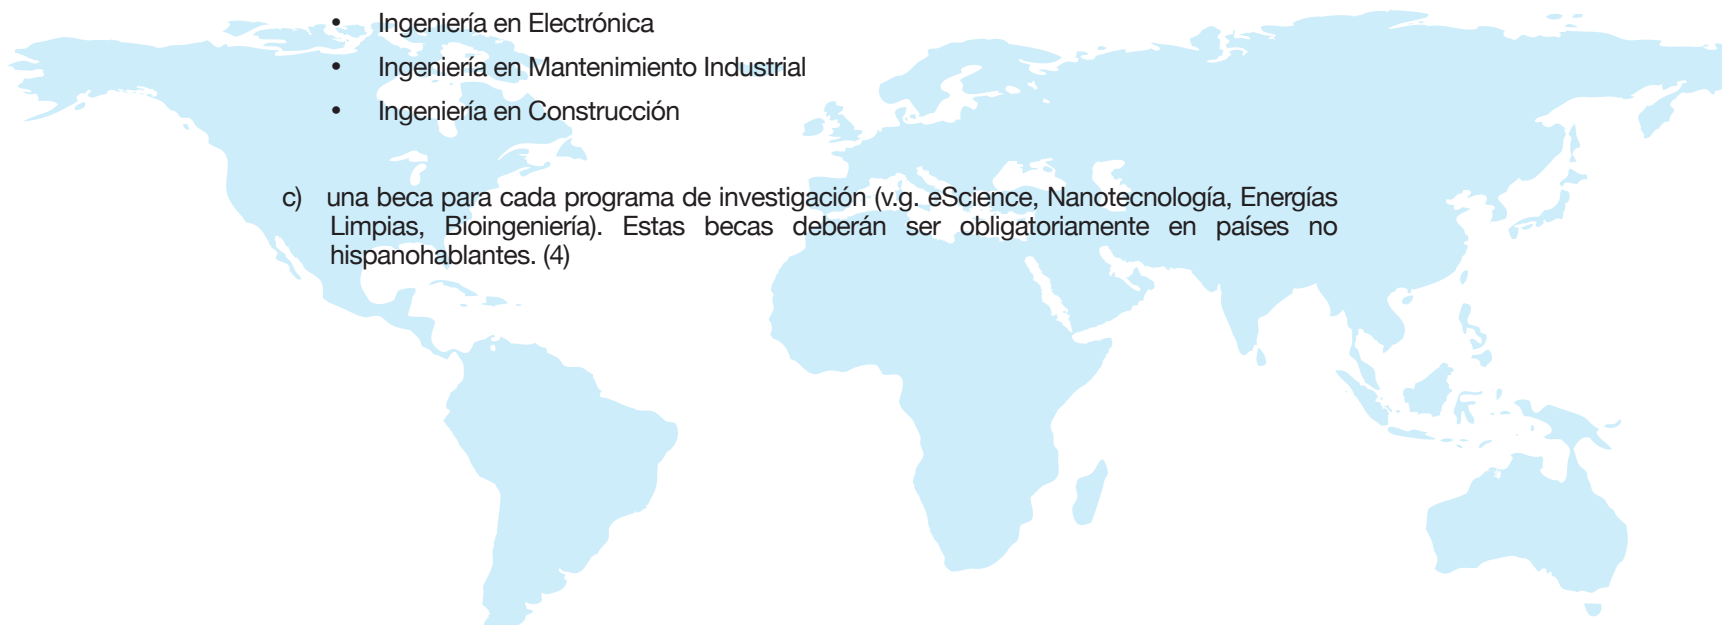 • Ingeniería en Electrónica
• Ingeniería en Mantenimiento Industrial
• Ingeniería en Construcción
c) una beca para cada programa de investigación (v.g. eScience, Nanotecnología, Energías
Limpias, Bioingeniería). Estas becas deberán ser obligatoriamente en países no
hispanohablantes. (4)